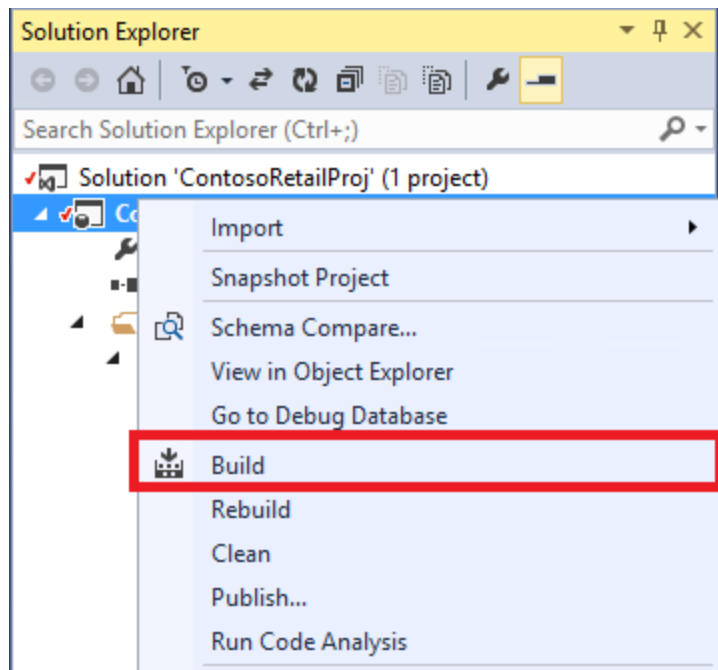 Solution Explorer
Search Solution Explorer (Ctrl+;)
Solution 'ContosoRetailProj' (1 project)
Import
Snapshot Project
Schema Compare...
View in Object Explorer
Go to Debug Database
Build
Rebuild
Clean
Publish...
Run Code Analysis